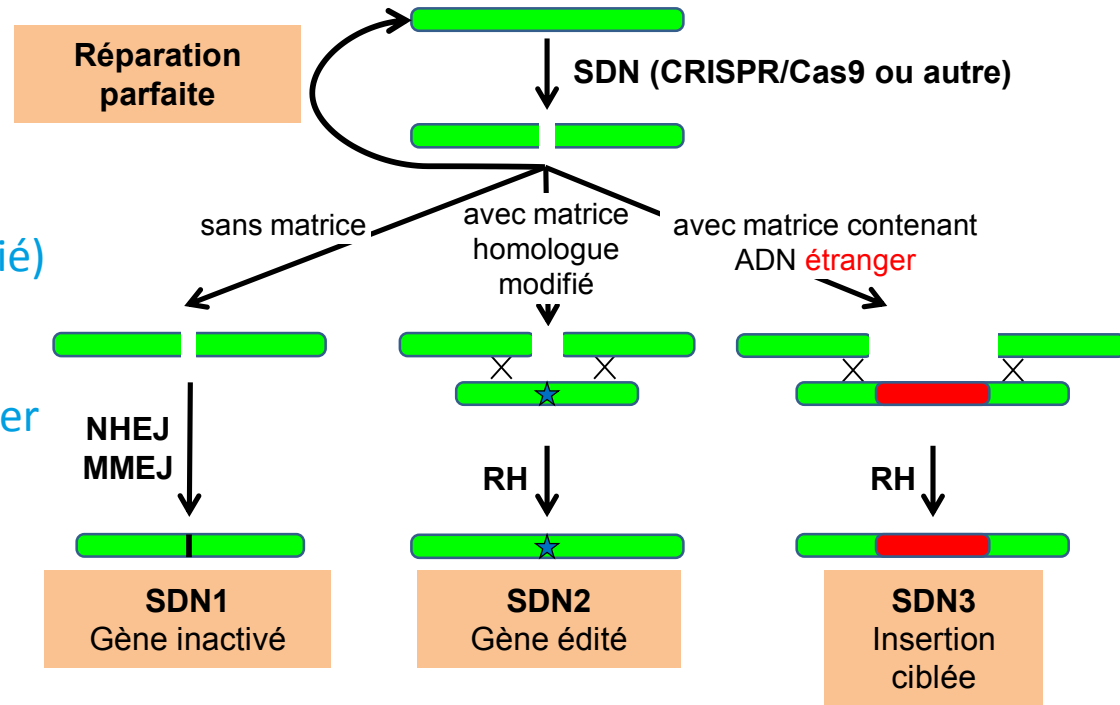 Réparation
parfaite
SDN (CRISPR/Cas9 ou autre)
sans matrice
avec matrice
homologue
modifié
avec matrice contenant
ADN étranger
ié)
er
NHEJ
MMEJ
RH
RH
SDN1
Gène inactivé
SDN2
Gène édité
SDN3
Insertion
ciblée